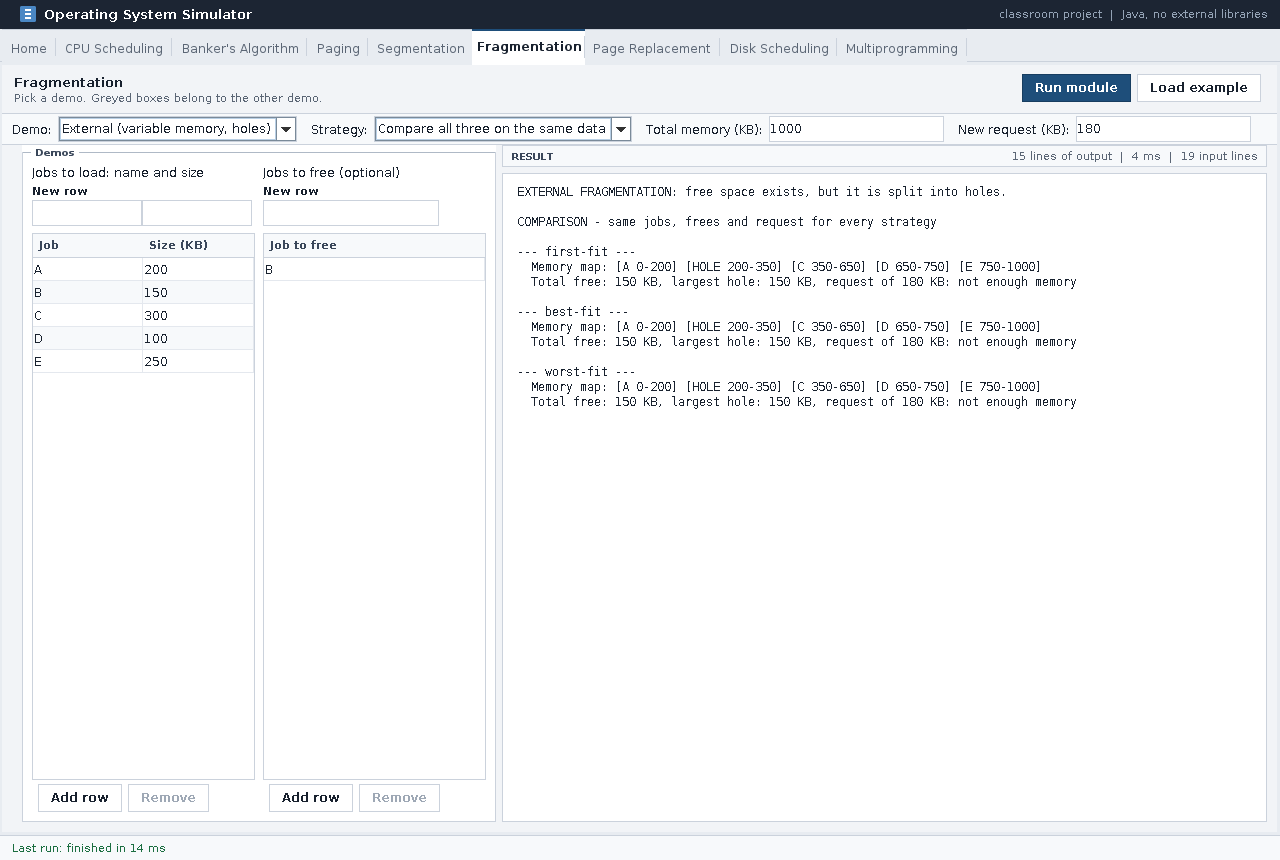 Operating System Simulator
classroom project | Java, no external libraries
Home CPU Scheduling Banker's Algorithm Paging Segmentation Fragmentation Page Replacement Disk Scheduling Multiprogramming
Fragmentation
Pick a demo. Greyed boxes belong to the other demo.
Run module Load example
Demo: External (variable memory, holes) Strategy: Compare all three on the same data Total memory (KB): 1000 New request (KB): 180
Demos
Jobs to load: name and size
New row
Job Size (KB)
A 200
B 150
C 300
D 100
E 250
Add row Remove
Jobs to free (optional)
New row
Job to free
B
Add row Remove
RESULT 15 lines of output | 4 ms | 19 input lines
EXTERNAL FRAGMENTATION: free space exists, but it is split into holes.
COMPARISON - same jobs, frees and request for every strategy
--- first-fit ---
Memory map: [A 0-200] [HOLE 200-350] [C 350-650] [D 650-750] [E 750-1000]
Total free: 150 KB, largest hole: 150 KB, request of 180 KB: not enough memory
--- best-fit ---
Memory map: [A 0-200] [HOLE 200-350] [C 350-650] [D 650-750] [E 750-1000]
Total free: 150 KB, largest hole: 150 KB, request of 180 KB: not enough memory
--- worst-fit ---
Memory map: [A 0-200] [HOLE 200-350] [C 350-650] [D 650-750] [E 750-1000]
Total free: 150 KB, largest hole: 150 KB, request of 180 KB: not enough memory
Last run: finished in 14 ms